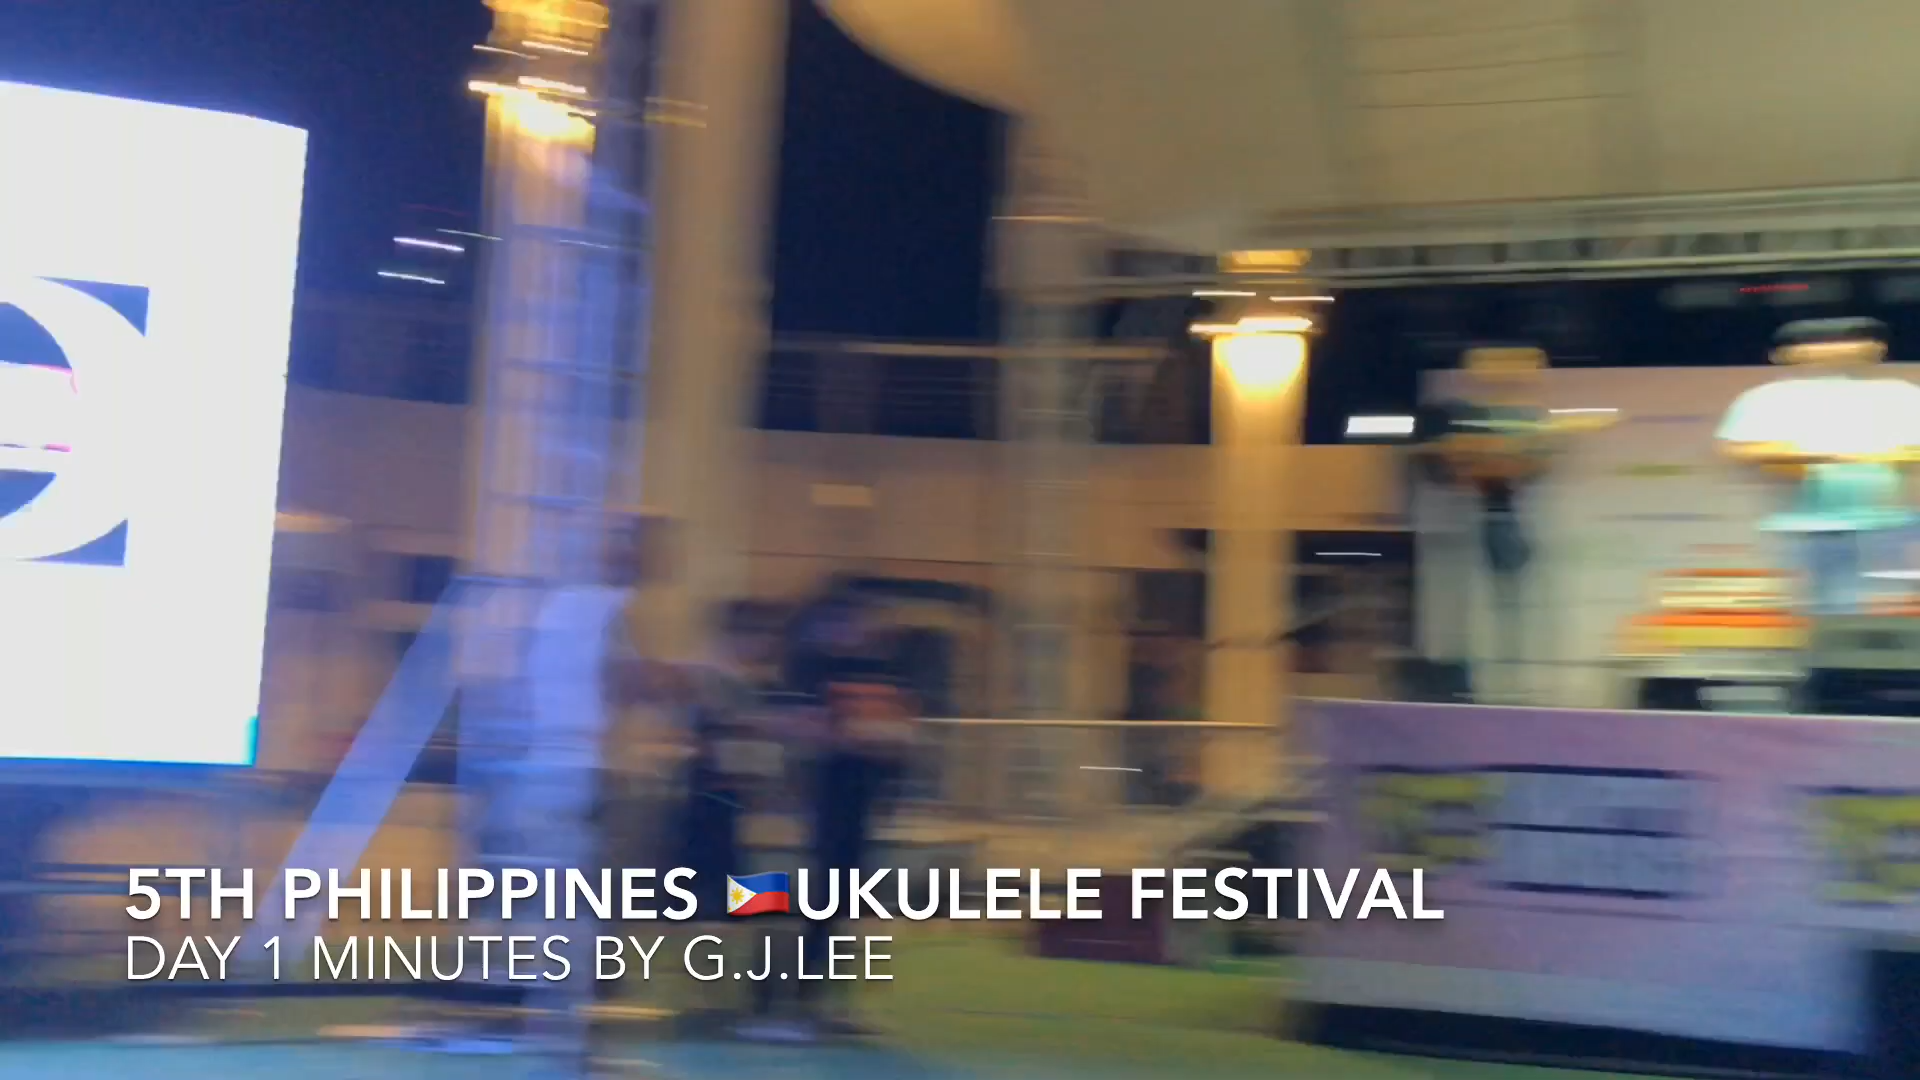 5TH PHILIPPINES 🇵🇭UKULELE FESTIVAL
DAY 1 MINUTES BY G.J.LEE